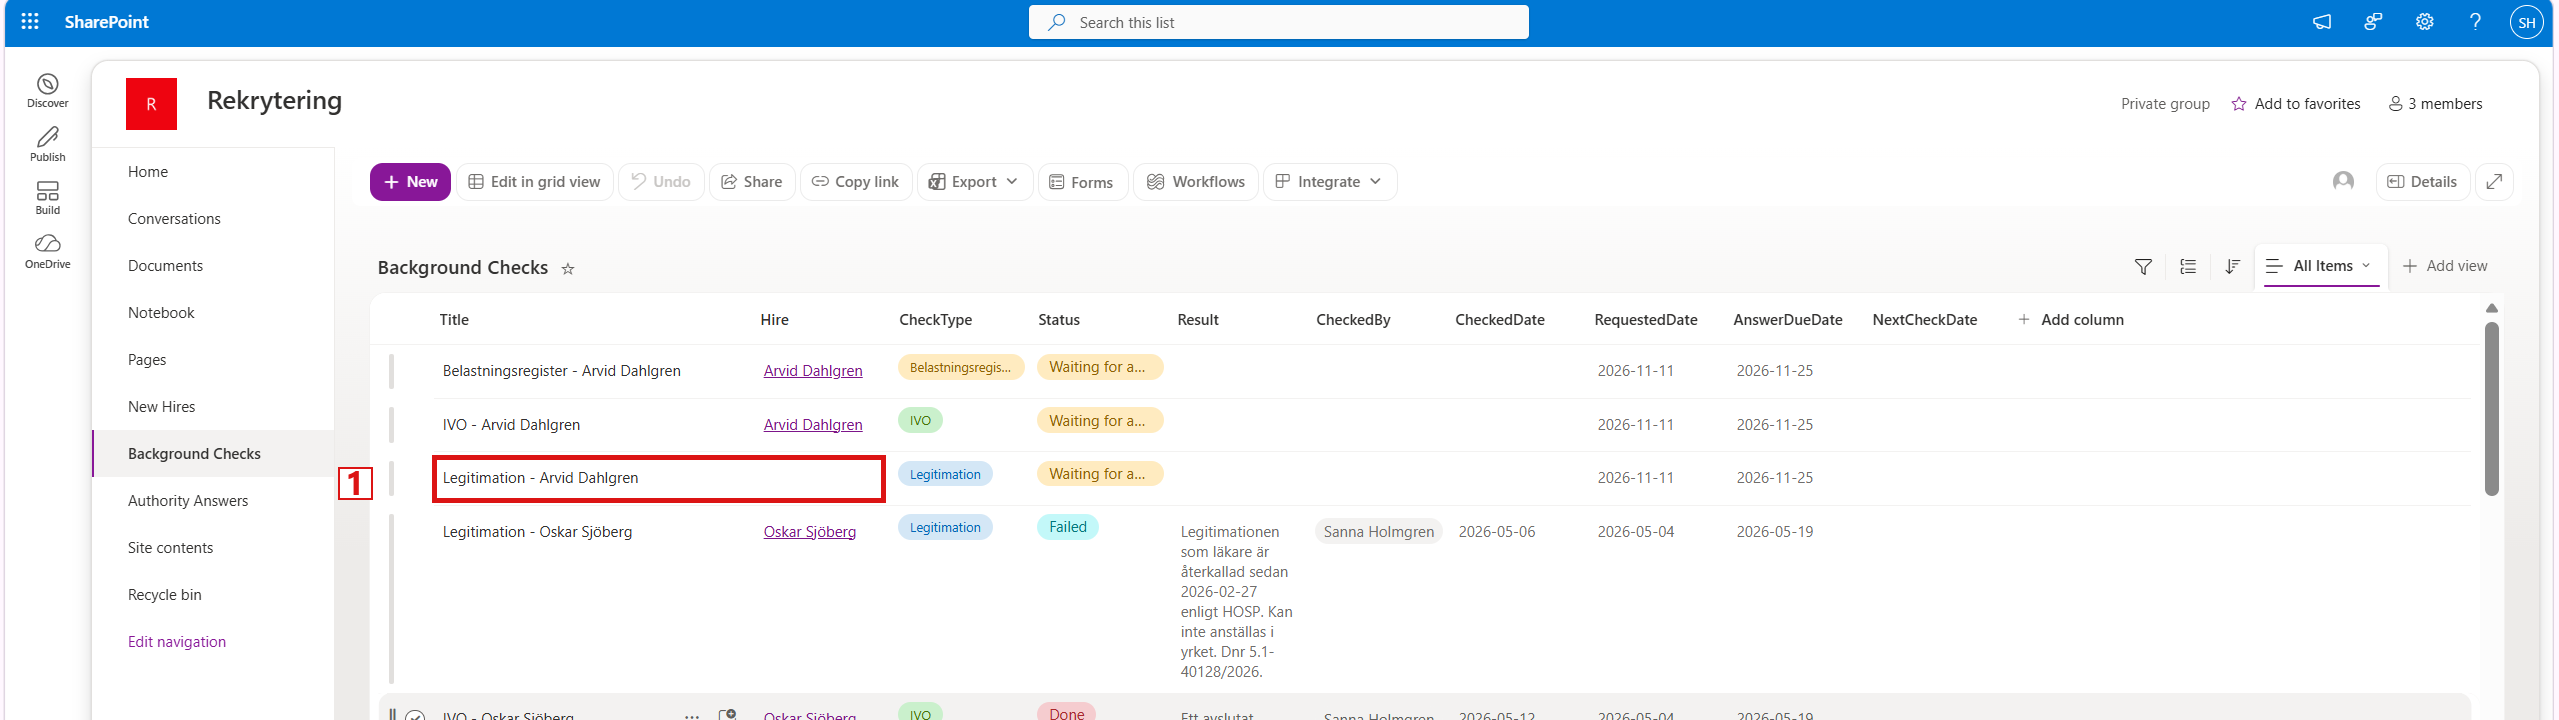 SharePoint
Search this list
SH
Discover
Publish
Build
OneDrive
R
Rekrytering
Private group
Add to favorites
3 members
Home
Conversations
Documents
Notebook
Pages
New Hires
Background Checks
Authority Answers
Site contents
Recycle bin
Edit navigation
New
Edit in grid view
Undo
Share
Copy link
Export
Forms
Workflows
Integrate
Details
Background Checks
All Items
Add view
Title Hire CheckType Status Result CheckedBy CheckedDate RequestedDate AnswerDueDate NextCheckDate Add column
Belastningsregister - Arvid Dahlgren Arvid Dahlgren Belastningsregis... Waiting for a... 2026-11-11 2026-11-25
IVO - Arvid Dahlgren Arvid Dahlgren IVO Waiting for a... 2026-11-11 2026-11-25
1
Legitimation - Arvid Dahlgren Legitimation Waiting for a... 2026-11-11 2026-11-25
Legitimation - Oskar Sjöberg Oskar Sjöberg Legitimation Failed Legitimationen Sanna Holmgren 2026-05-06 2026-05-04 2026-05-19
som läkare är
återkallad sedan
2026-02-27
enligt HOSP. Kan
inte anställas i
yrket. Dnr 5.1-
40128/2026.
IVO - Oskar Sjöberg Oskar Sjöberg IVO Done Ett avslutat Sanna Holmgren 2026-05-12 2026-05-04 2026-05-19